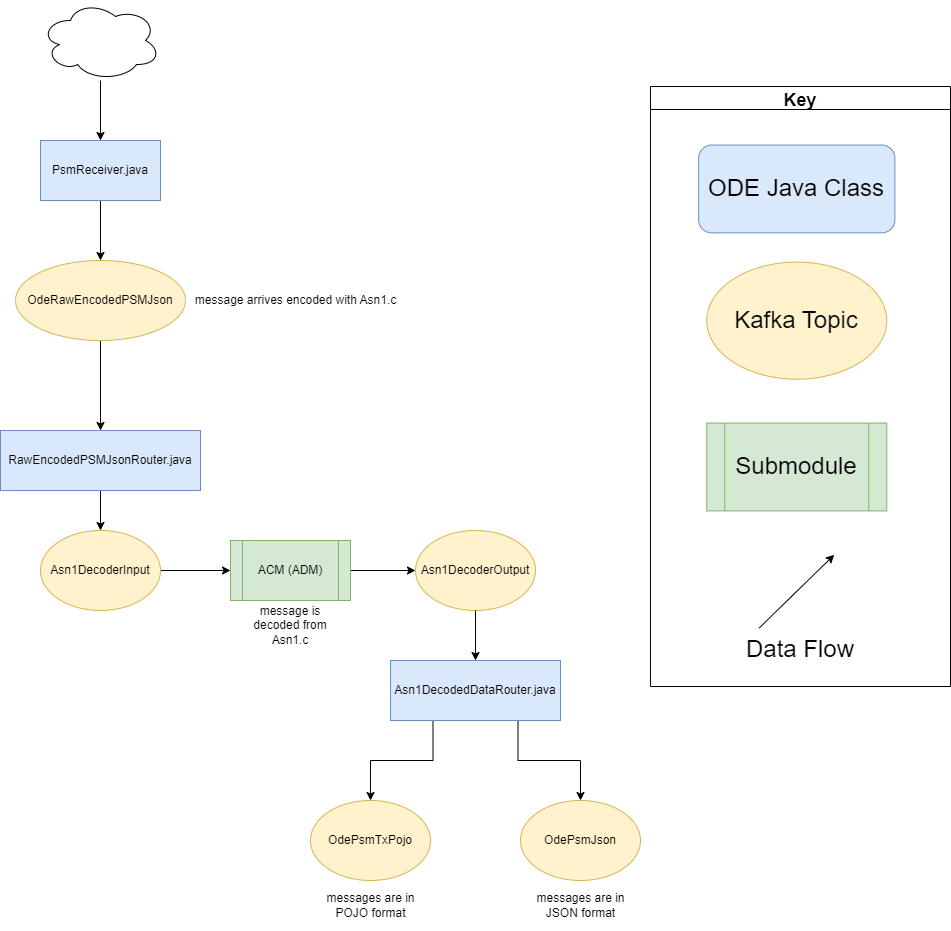 Key
PsmReceiver.java
ODE Java Class
OdeRawEncodedPSMJson
message arrives encoded with Asn1.c
Kafka Topic
RawEncodedPSMJsonRouter.java
Submodule
Asn1DecoderInput
ACM (ADM)
Asn1DecoderOutput
message is
decoded from
Asn1.c
Data Flow
Asn1DecodedDataRouter.java
OdePsmTxPojo
OdePsmJson
messages are in
POJO format
messages are in
JSON format